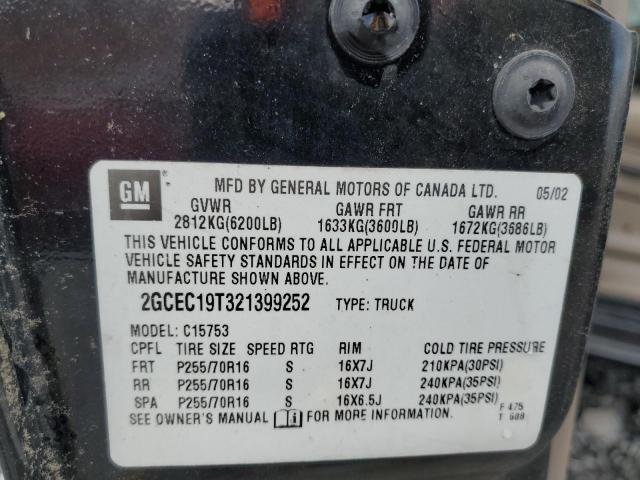 GM
MFD BY GENERAL MOTORS OF CANADA LTD. 05/02
GVWR GAWR FRT GAWR RR
2812KG(6200LB) 1633KG(3600LB) 1672KG(3686LB)
THIS VEHICLE CONFORMS TO ALL APPLICABLE U.S. FEDERAL MOTOR
VEHICLE SAFETY STANDARDS IN EFFECT ON THE DATE OF
MANUFACTURE SHOWN ABOVE.
2GCEC19T321399252 TYPE: TRUCK
MODEL: C15753
CPFL TIRE SIZE SPEED RTG RIM COLD TIRE PRESSURE
FRT P255/70R16 S 16X7J 210KPA(30PSI)
RR P255/70R16 S 16X7J 240KPA(35PSI)
SPA P255/70R16 S 16X6.5J 240KPA(35PSI)
SEE OWNER'S MANUAL FOR MORE INFORMATION.
F 475
T 688